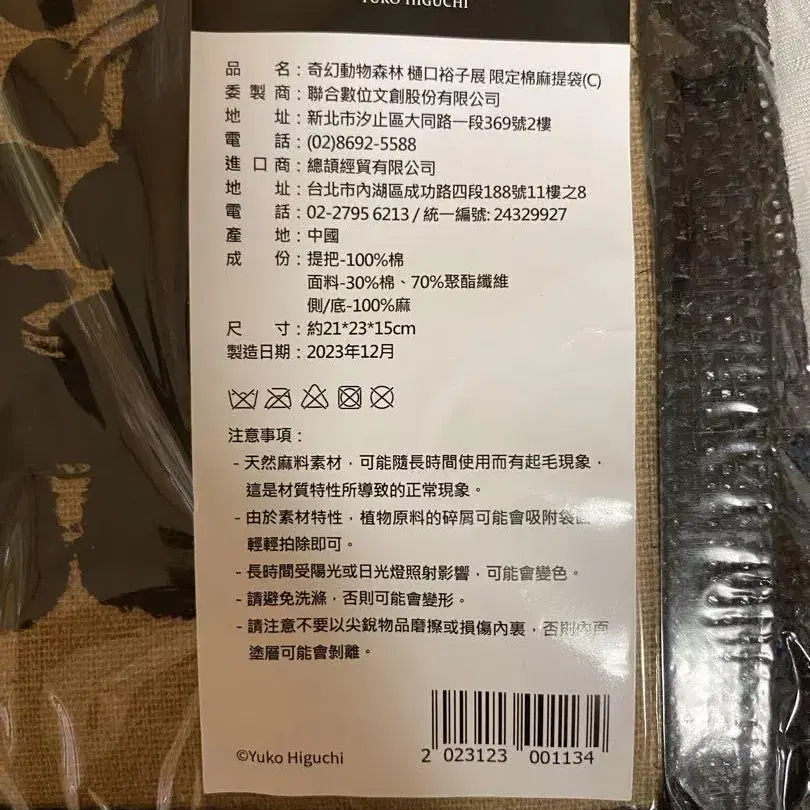 YUKO HIGUCHI
品名：奇幻動物森林 樋口裕子展 限定棉麻提袋(C)
委製商：聯合數位文創股份有限公司
地址：新北市汐止區大同路一段369號2樓
電話：(02)8692-5588
進口商：總頡經貿有限公司
地址：台北市內湖區成功路四段188號11樓之8
電話：02-2795 6213 / 統一編號: 24329927
產地：中國
成份：提把-100%棉
面料-30%棉、70%聚酯纖維
側/底-100%麻
尺寸：約21*23*15cm
製造日期：2023年12月
注意事項：
- 天然麻料素材，可能隨長時間使用而有起毛現象，
這是材質特性所導致的正常現象。
- 由於素材特性，植物原料的碎屑可能會吸附袋面
輕輕拍除即可。
- 長時間受陽光或日光燈照射影響，可能會變色。
- 請避免洗滌，否則可能會變形。
- 請注意不要以尖銳物品磨擦或損傷內裏，否則內面
塗層可能會剝離。
©Yuko Higuchi
2 023123 001134